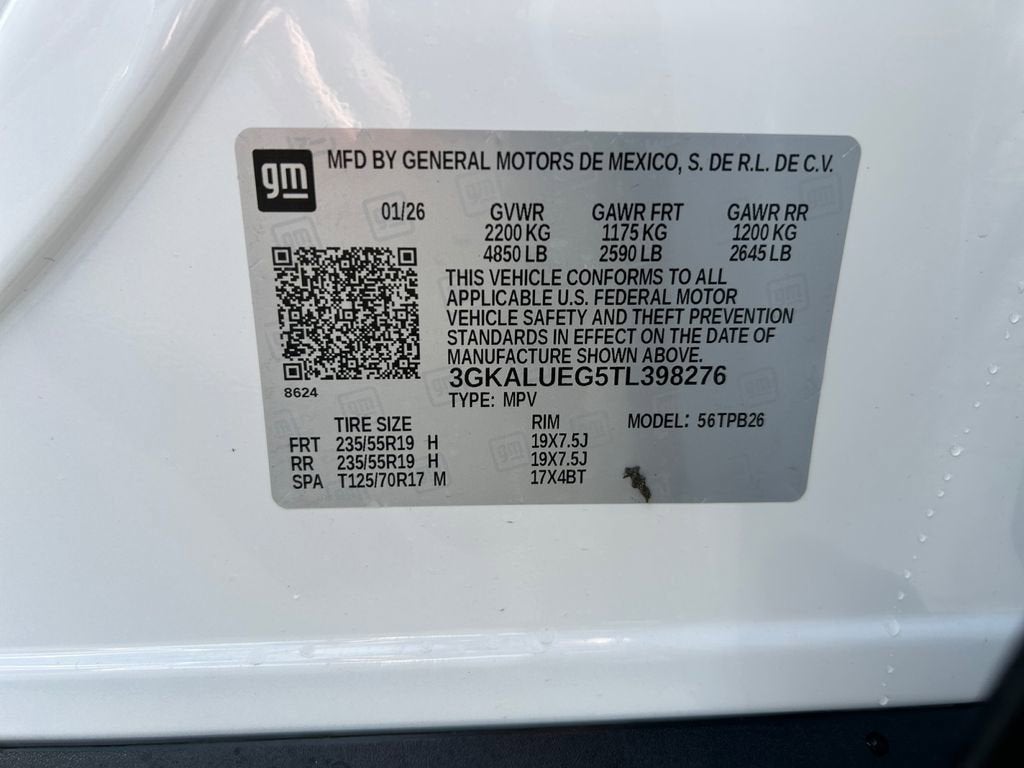 gm MFD BY GENERAL MOTORS DE MEXICO, S. DE R.L. DE C.V.
01/26 GVWR GAWR FRT GAWR RR
2200 KG 1175 KG 1200 KG
4850 LB 2590 LB 2645 LB
THIS VEHICLE CONFORMS TO ALL
APPLICABLE U.S. FEDERAL MOTOR
VEHICLE SAFETY AND THEFT PREVENTION
STANDARDS IN EFFECT ON THE DATE OF
MANUFACTURE SHOWN ABOVE.
3GKALUEG5TL398276
8624
TYPE: MPV
TIRE SIZE RIM MODEL: 56TPB26
FRT 235/55R19 H 19X7.5J
RR 235/55R19 H 19X7.5J
SPA T125/70R17 M 17X4BT